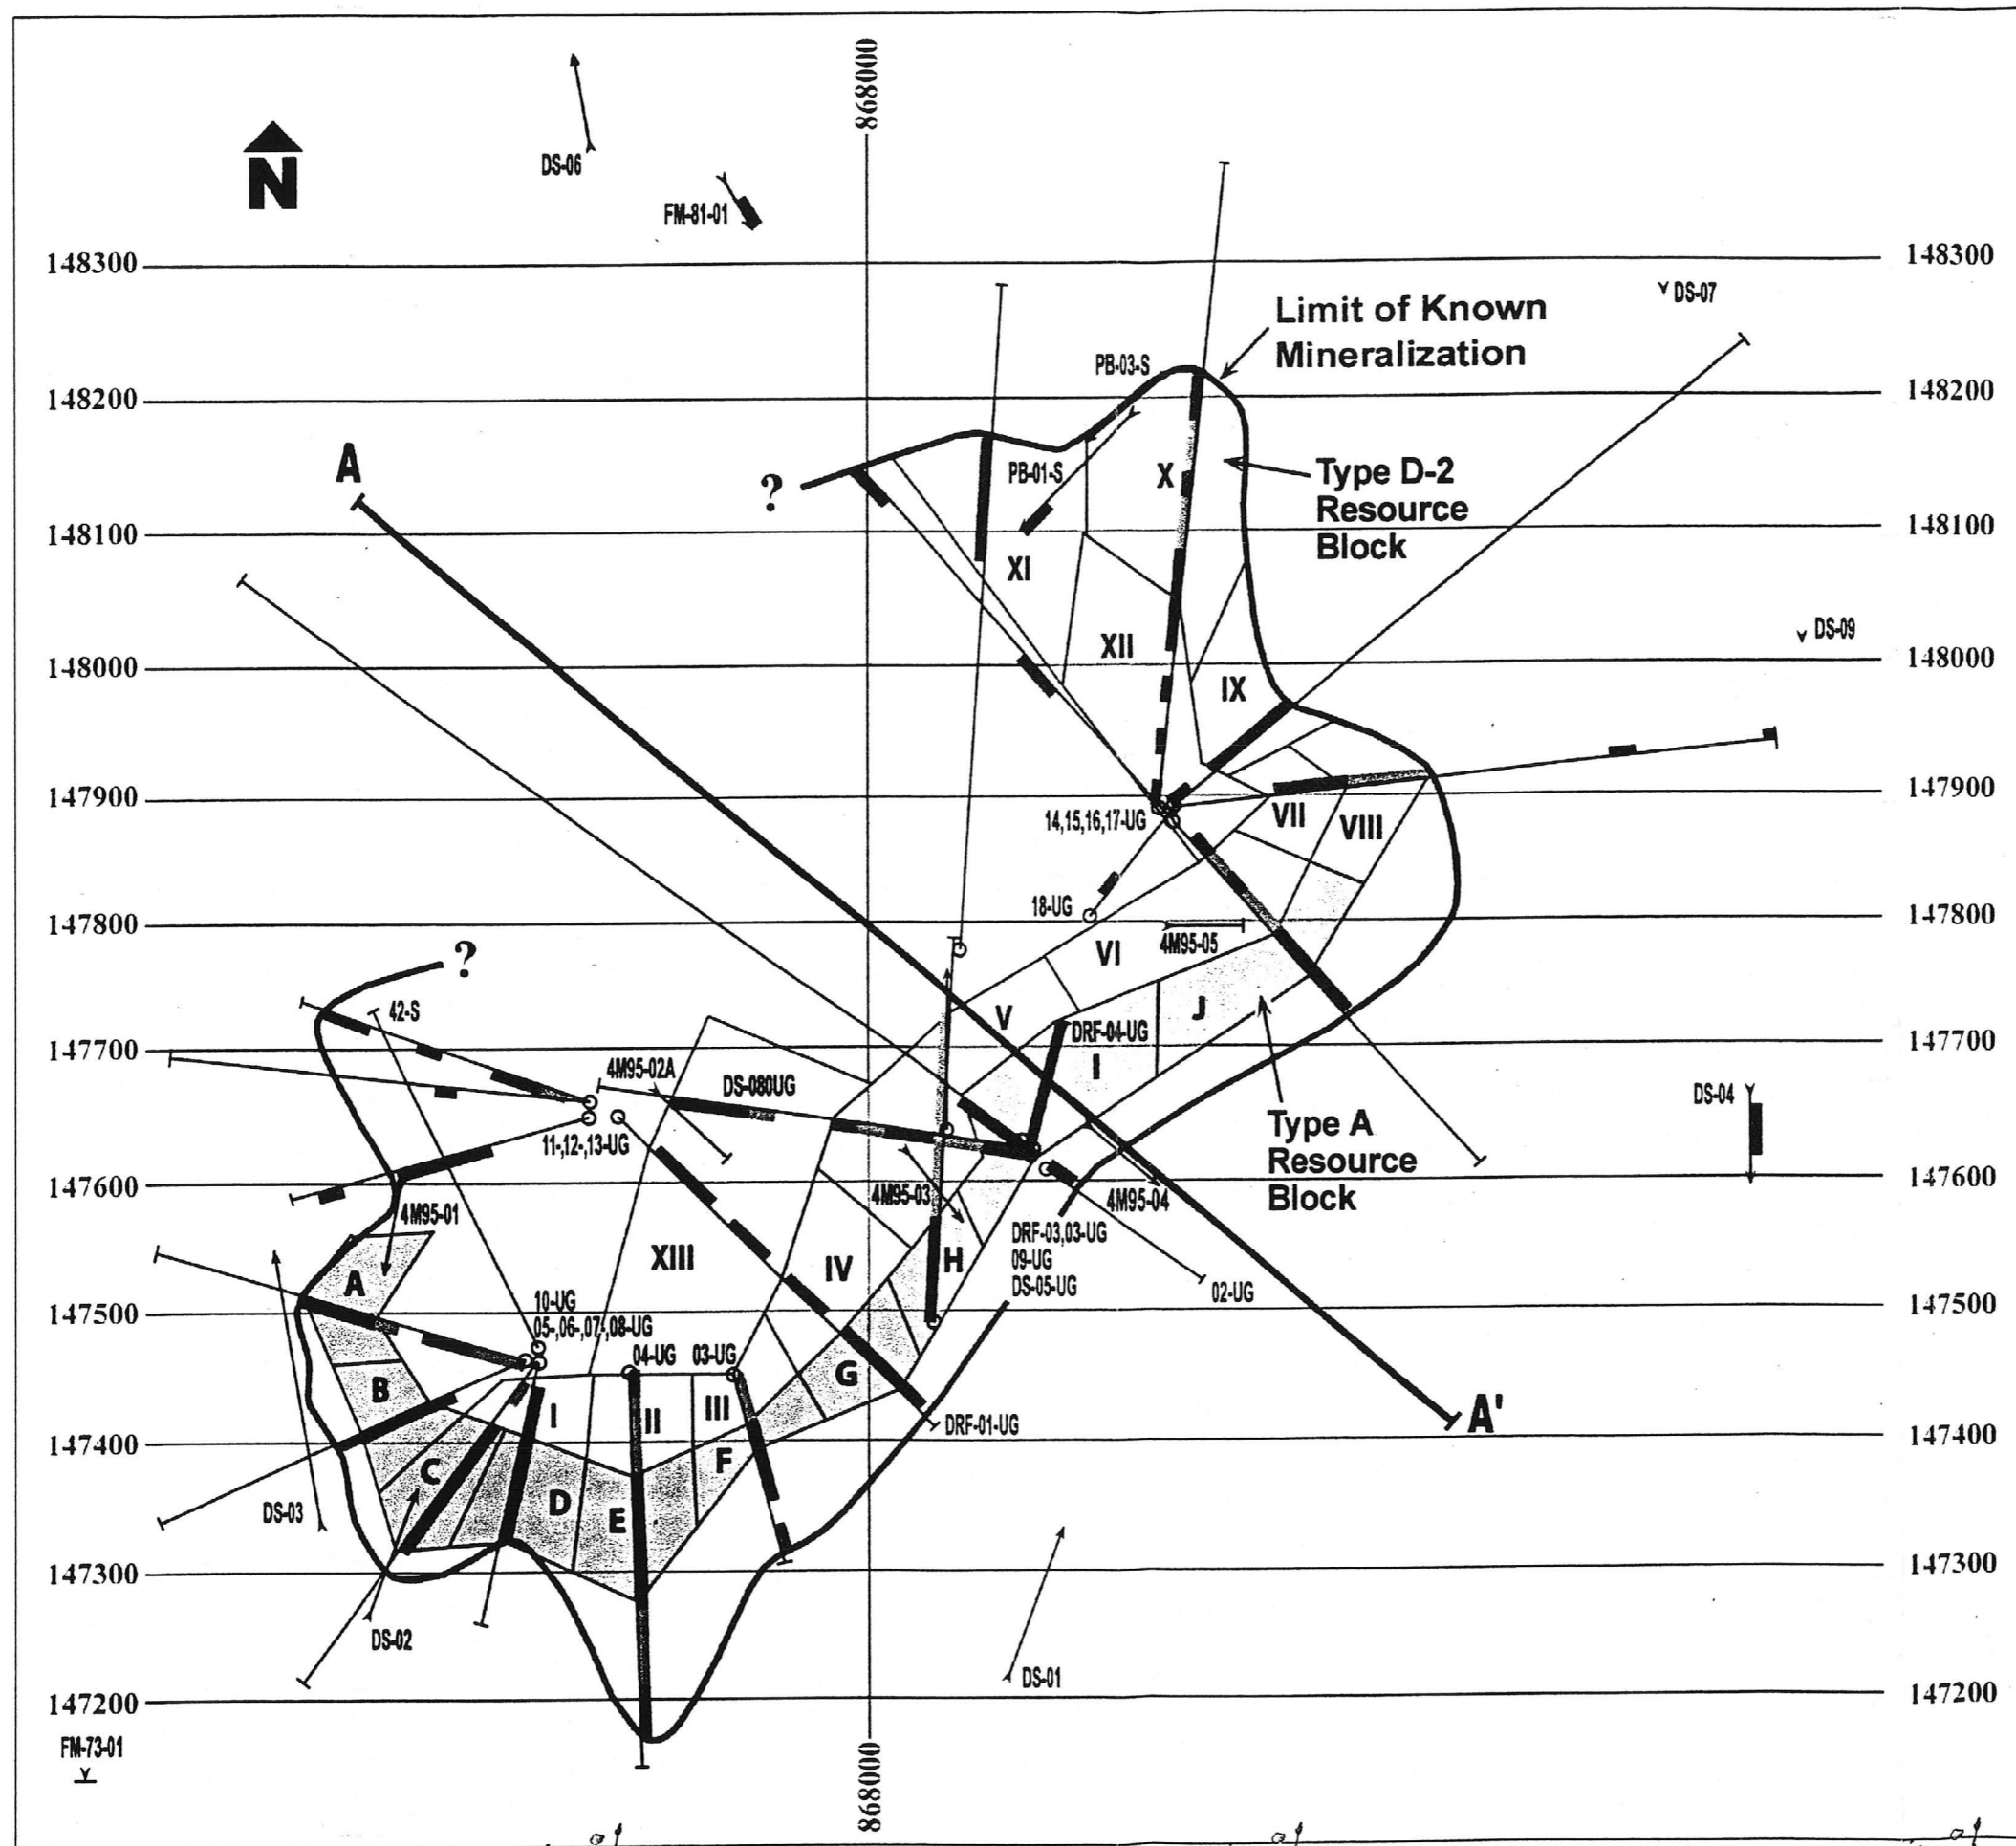 868000
DS-06
N
FM-81-01
148300
148300
DS-07
Limit of Known
Mineralization
PB-03-S
148200
148200
A
?
PB-01-S
X
Type D-2
Resource
Block
148100
148100
XI
XII
DS-09
148000
148000
IX
147900
147900
14,15,16,17-UG
VII
VIII
18-UG
147800
147800
4M95-05
VI
?
42-S
V
J
DRF-04-UG
147700
147700
4M95-02A
DS-080UG
I
DS-04
Type A
Resource
Block
11-,12-,13-UG
147600
147600
4M95-03
4M95-04
4M95-01
DRF-03,03-UG
09-UG
DS-05-UG
XIII
IV
H
A
02-UG
10-UG
05-,06-,07-,08-UG
147500
147500
04-UG
03-UG
B
G
I
II
III
A'
DRF-01-UG
147400
147400
C
F
D
E
DS-03
147300
147300
DS-02
DS-01
147200
147200
FM-73-01
868000